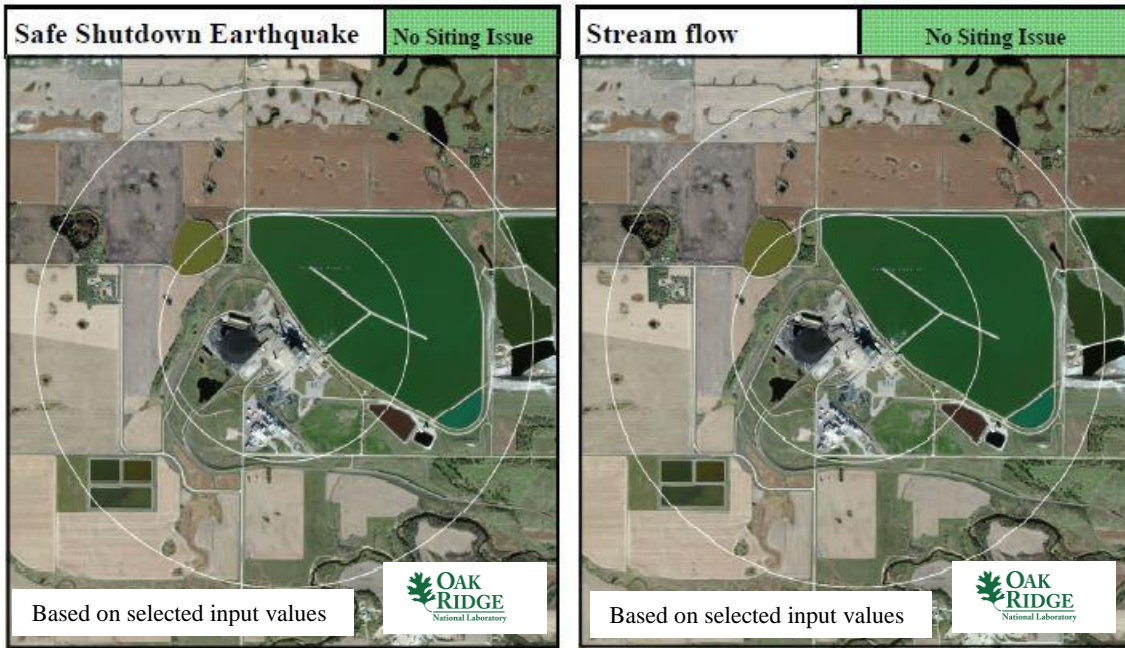 Safe Shutdown Earthquake
No Siting Issue
Based on selected input values
OAK
RIDGE
National Laboratory
Stream flow
No Siting Issue
Based on selected input values
OAK
RIDGE
National Laboratory